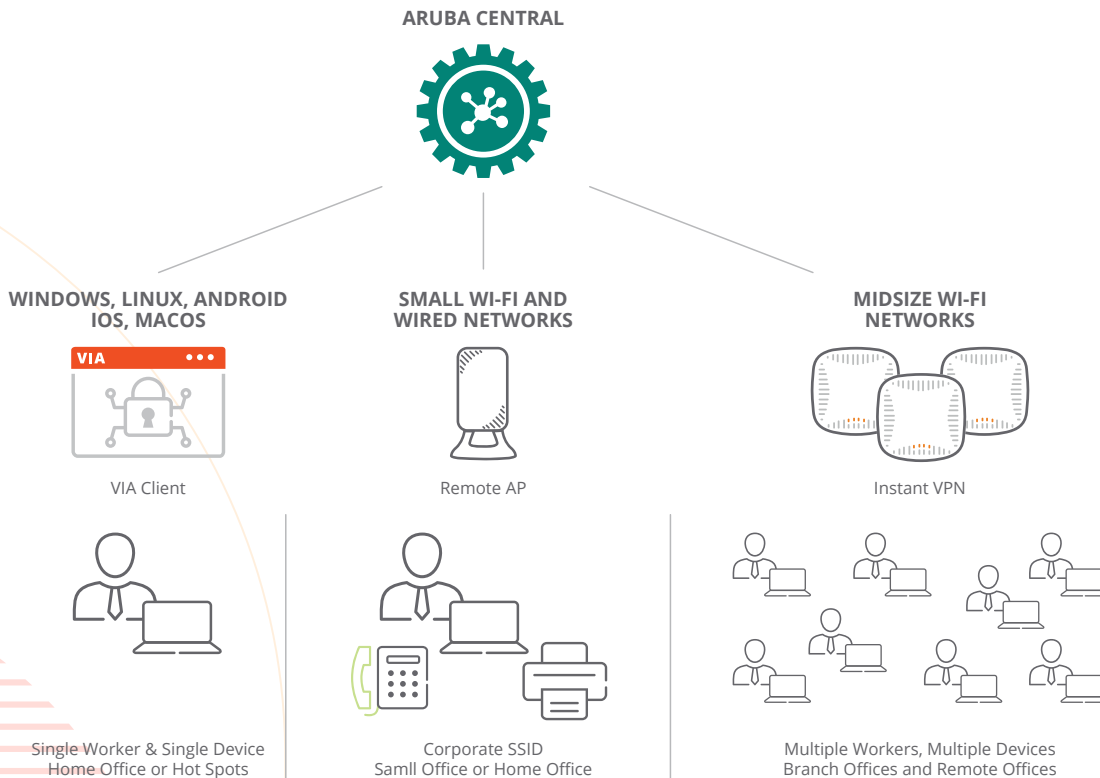 ARUBA CENTRAL
WINDOWS, LINUX, ANDROID
IOS, MACOS
VIA
VIA Client
Single Worker & Single Device
Home Office or Hot Spots
SMALL WI-FI AND
WIRED NETWORKS
Remote AP
Corporate SSID
Samll Office or Home Office
MIDSIZE WI-FI
NETWORKS
Instant VPN
Multiple Workers, Multiple Devices
Branch Offices and Remote Offices